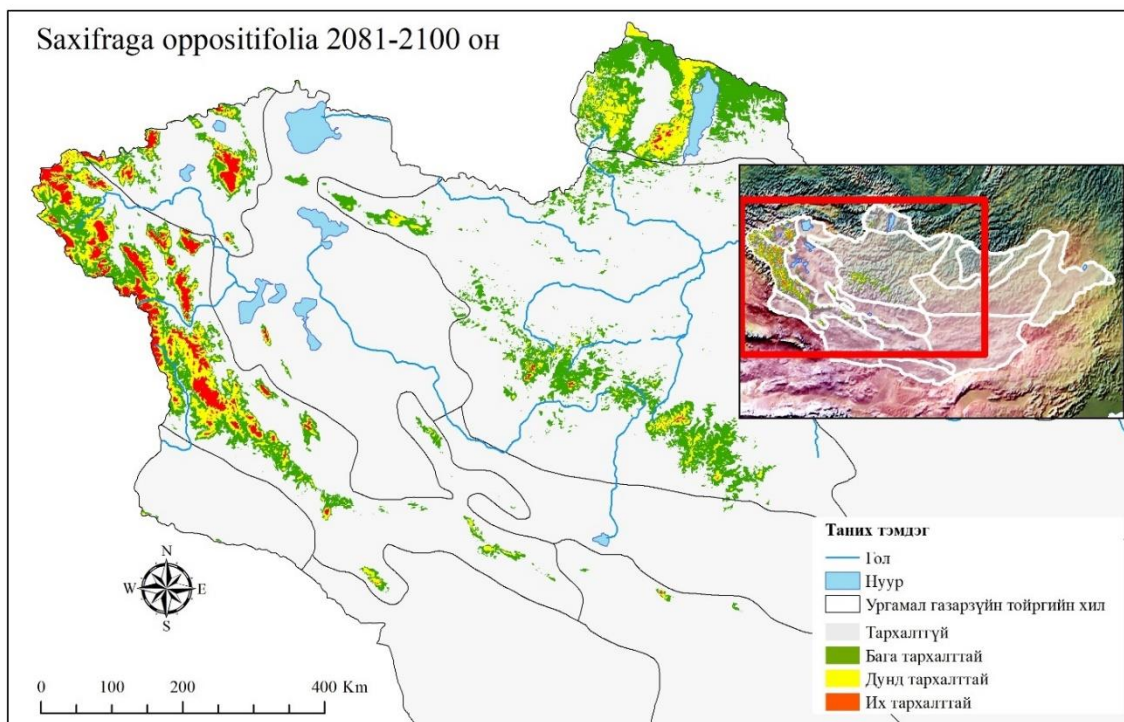 Saxifraga oppositifolia 2081-2100 он
N
W E
S
0 100 200 400 Km
Таних тэмдэг
Гол
Нуур
Ургамал газарзүйн тойргийн хил
Тархалтгүй
Бага тархалттай
Дунд тархалттай
Их тархалттай